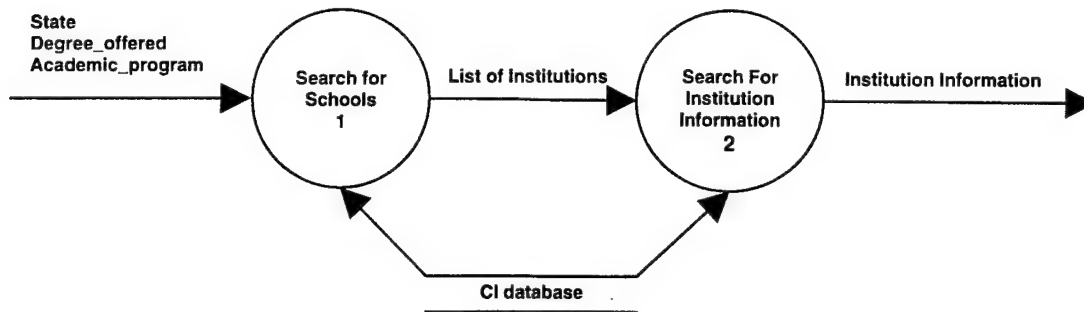 State
Degree_offered
Academic_program
Search for
Schools
1
List of Institutions
Search For
Institution
Information
2
Institution Information
CI database